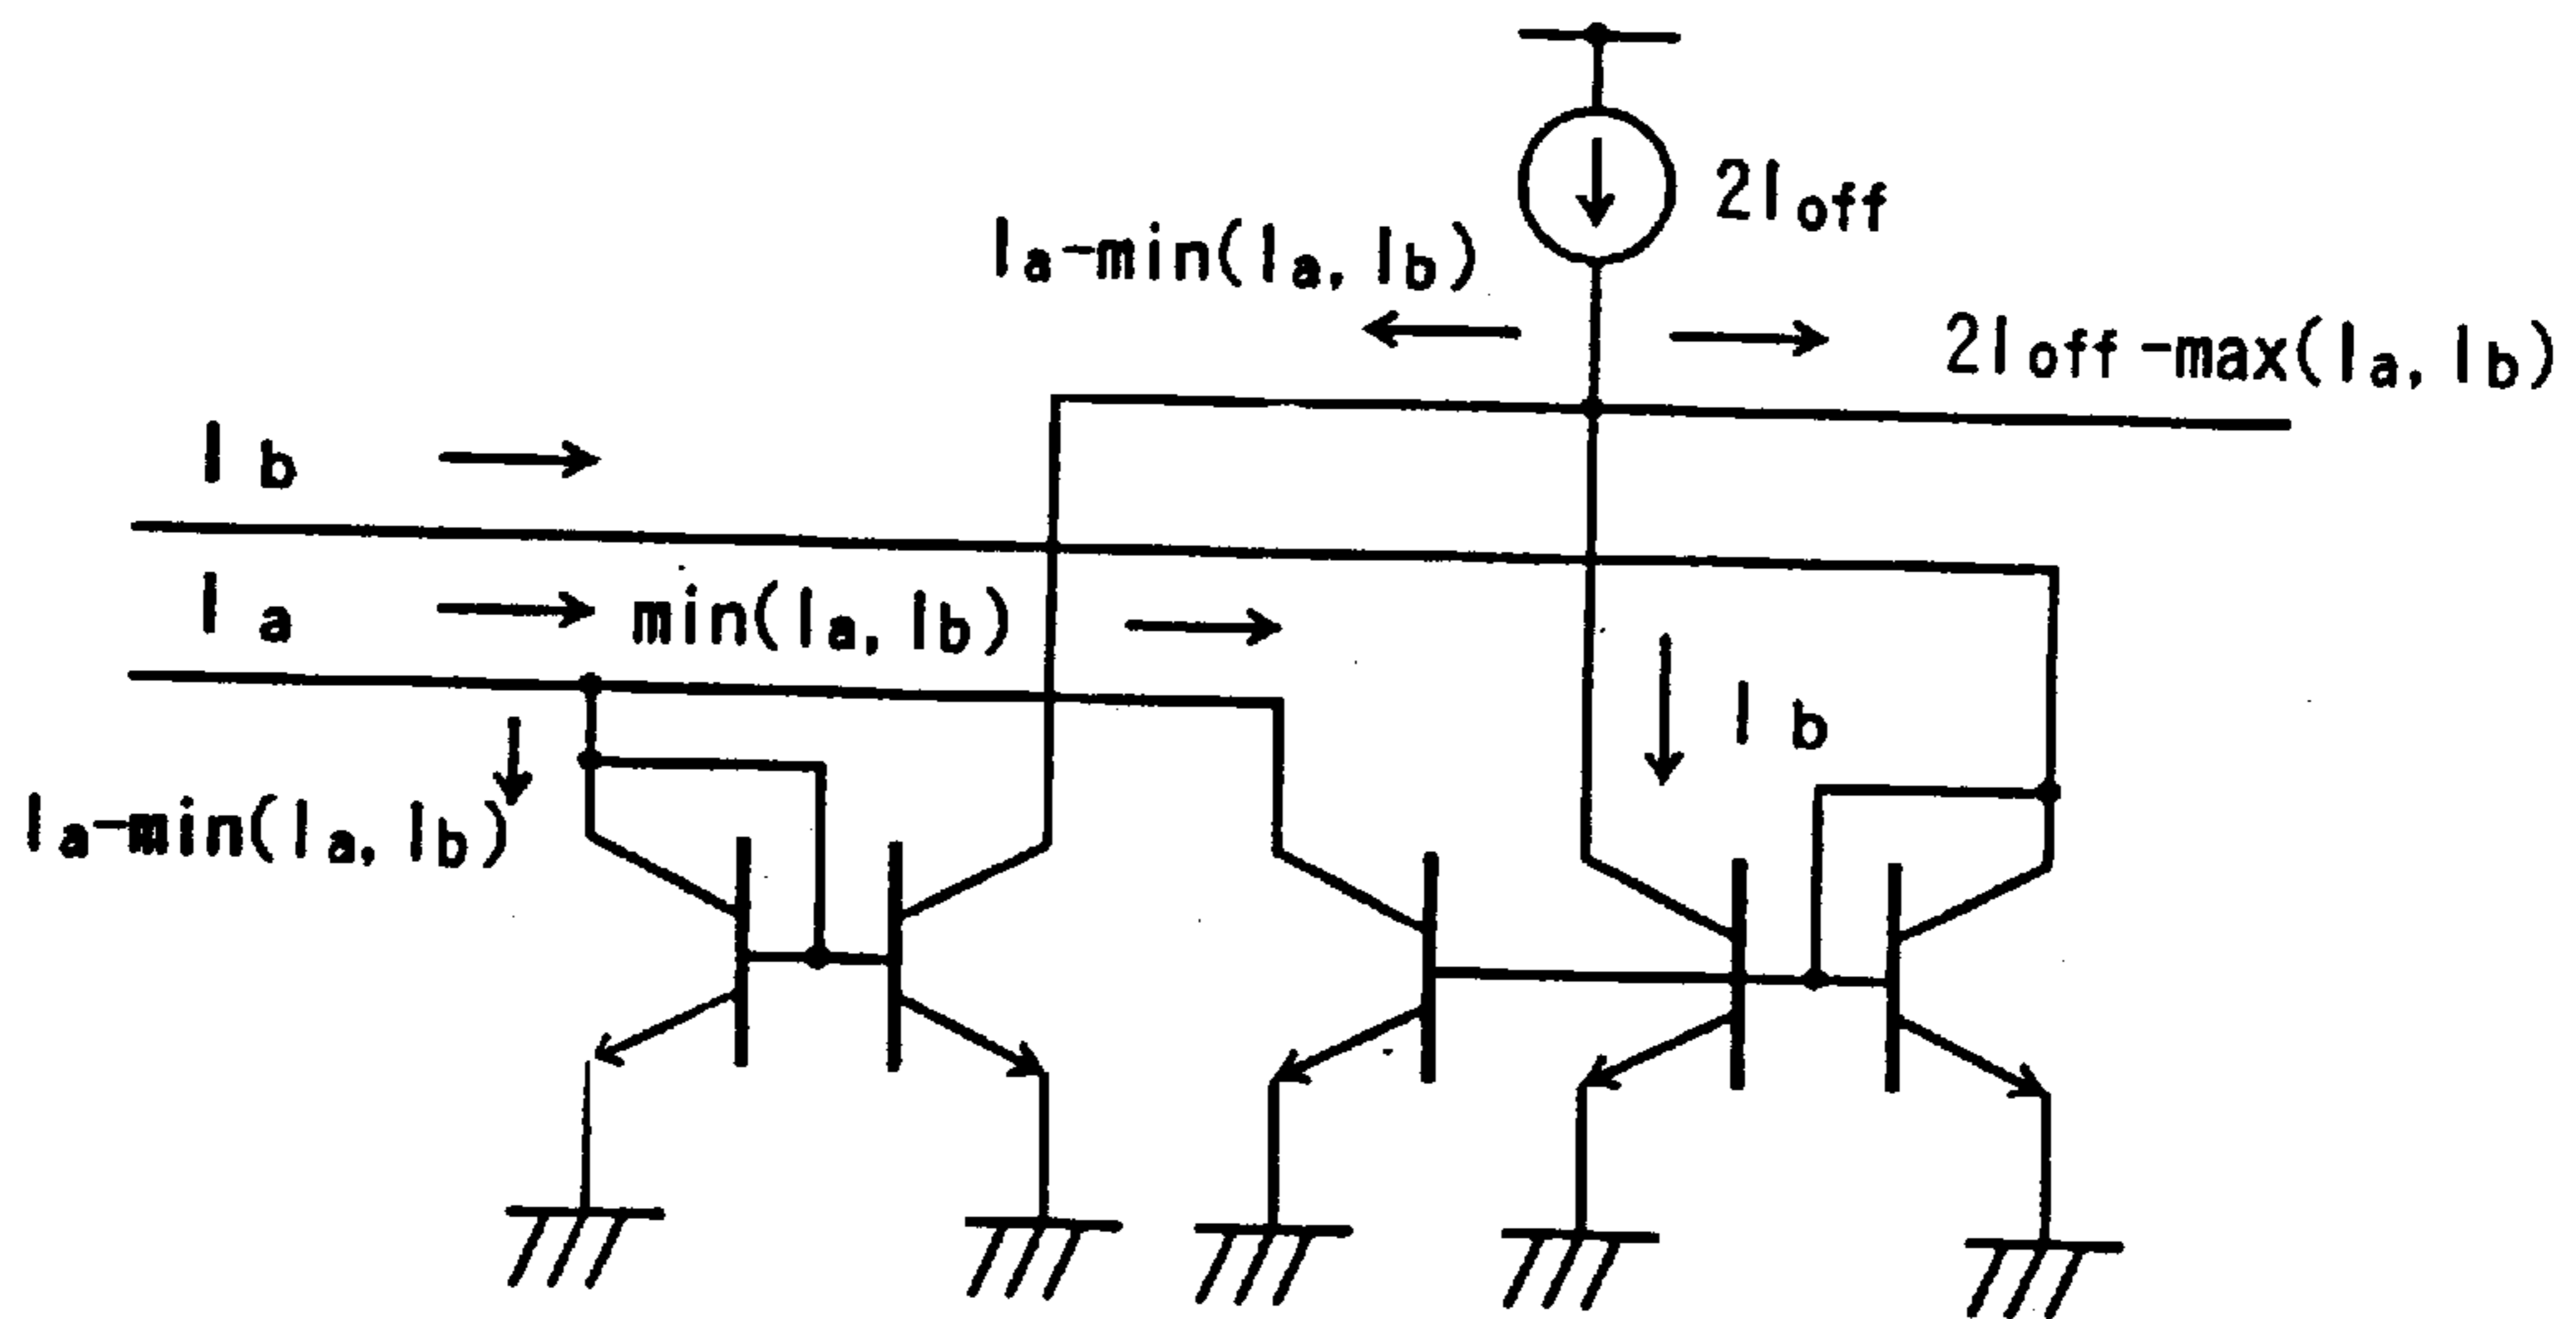 2Ioff
Ia-min(Ia, Ib)
2Ioff-max(Ia, Ib)
Ib
Ia
min(Ia, Ib)
Ib
Ia-min(Ia, Ib)